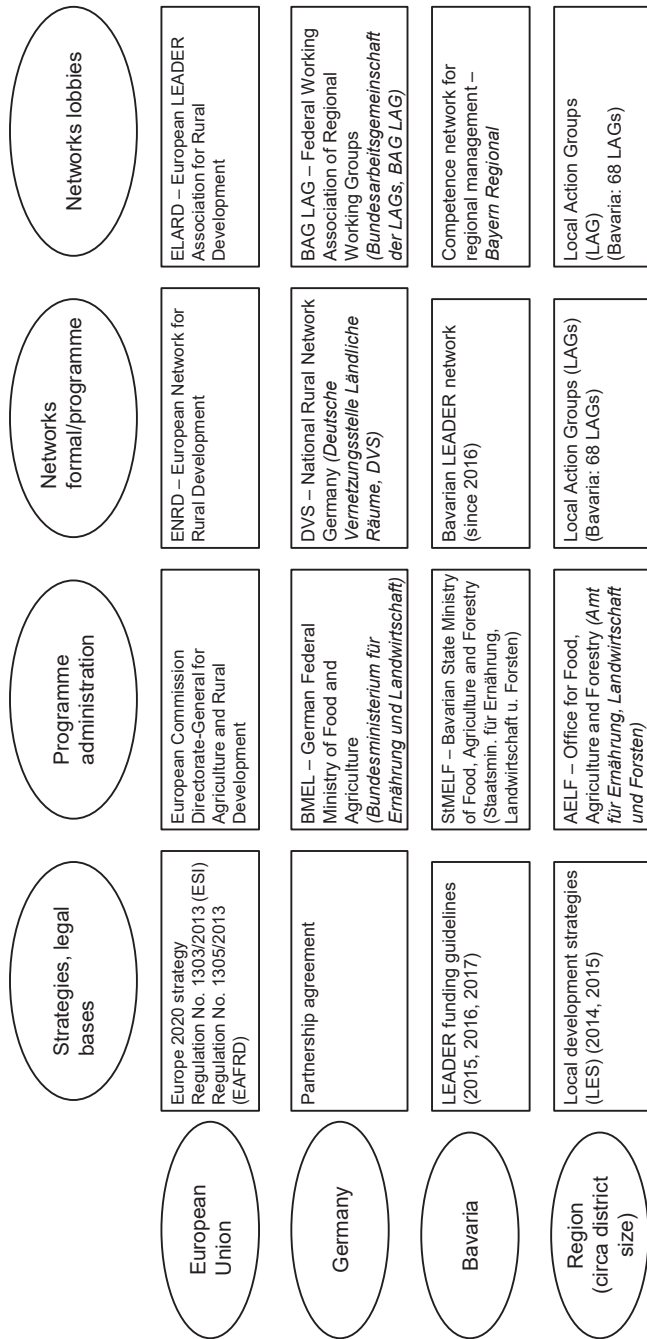 Strategies, legal
bases
Programme
administration
Networks
formal/programme
Networks lobbies
European
Union
Europe 2020 strategy
Regulation No. 1303/2013 (ESI)
Regulation No. 1305/2013
(EAFRD)
European Commission
Directorate-General for
Agriculture and Rural
Development
ENRD – European Network for
Rural Development
ELARD – European LEADER
Association for Rural
Development
Germany
Partnership agreement
BMEL – German Federal
Ministry of Food and
Agriculture
(Bundesministerium für
Ernährung und Landwirtschaft)
DVS – National Rural Network
Germany (Deutsche
Vernetzungsstelle Ländliche
Räume, DVS)
BAG LAG – Federal Working
Association of Regional
Working Groups
(Bundesarbeitsgemeinschaft
der LAGs, BAG LAG)
Bavaria
LEADER funding guidelines
(2015, 2016, 2017)
StMELF – Bavarian State Ministry
of Food, Agriculture and Forestry
(Staatsmin. für Ernährung,
Landwirtschaft u. Forsten)
Bavarian LEADER network
(since 2016)
Competence network for
regional management –
Bayern Regional
Region
(circa district
size)
Local development strategies
(LES) (2014, 2015)
AELF – Office for Food,
Agriculture and Forestry (Amt
für Ernährung, Landwirtschaft
und Forsten)
Local Action Groups (LAGs)
(Bavaria: 68 LAGs)
Local Action Groups
(LAG)
(Bavaria: 68 LAGs)